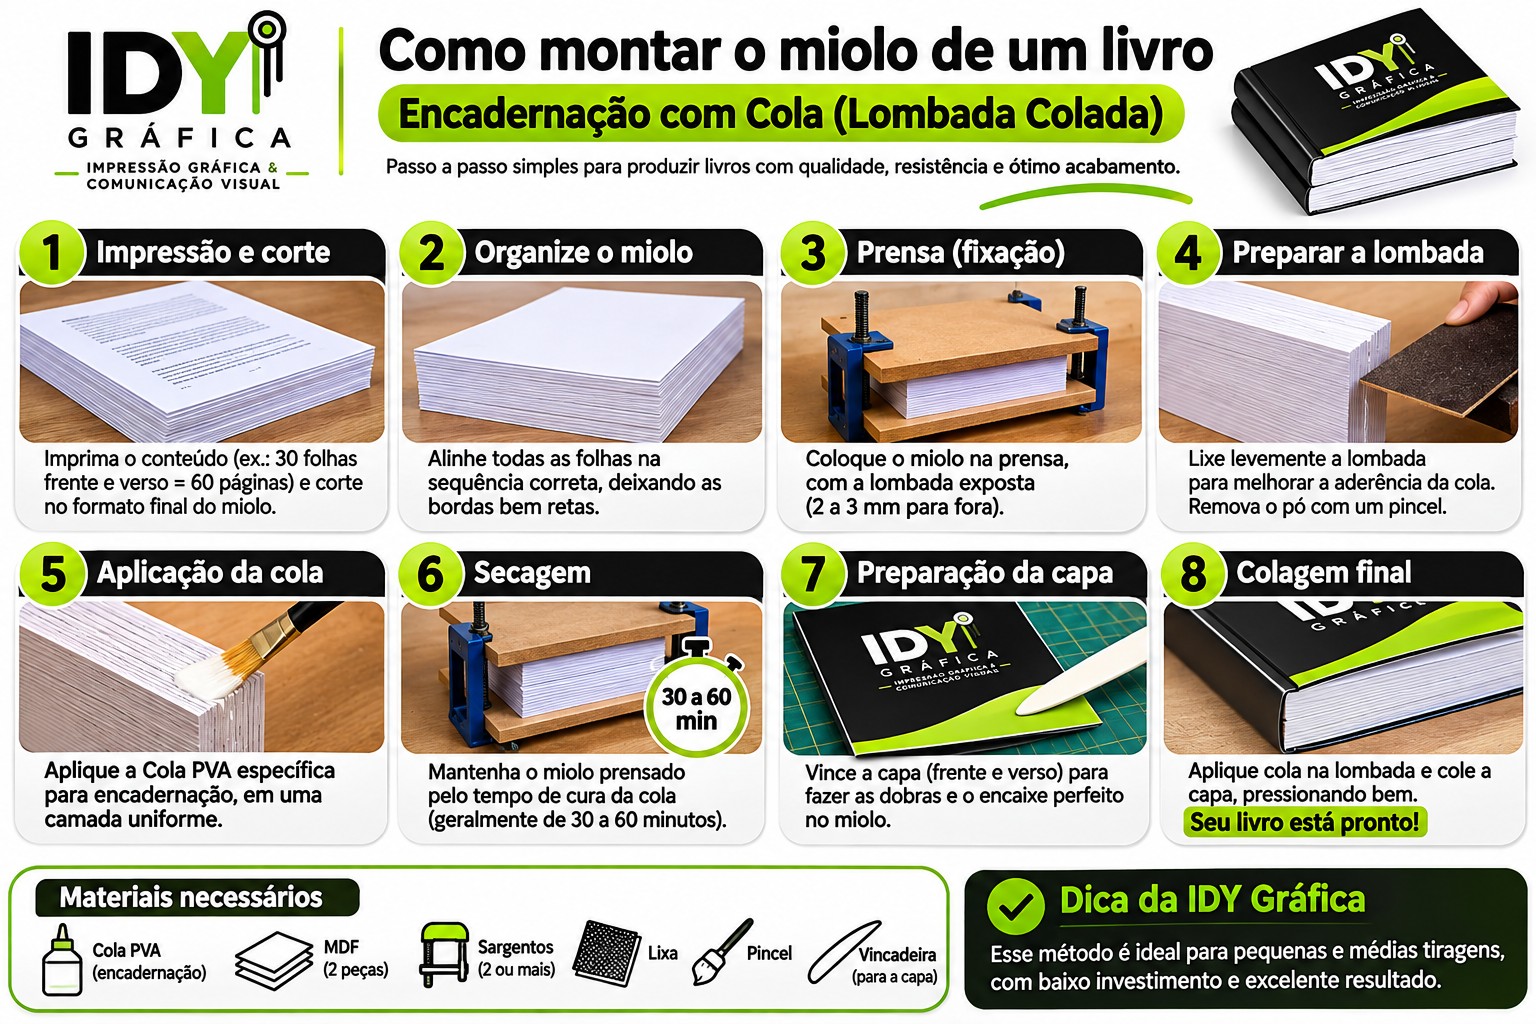 IDY
GRÁFICA
IMPRESSÃO GRÁFICA &
COMUNICAÇÃO VISUAL
Como montar o miolo de um livro
Encadernação com Cola (Lombada Colada)
Passo a passo simples para produzir livros com qualidade, resistência e ótimo acabamento.
IDY
GRÁFICA
1 Impressão e corte
Imprima o conteúdo (ex.: 30 folhas
frente e verso = 60 páginas) e corte
no formato final do miolo.
2 Organize o miolo
Alinhe todas as folhas na
sequência correta, deixando as
bordas bem retas.
3 Prensa (fixação)
Coloque o miolo na prensa,
com a lombada exposta
(2 a 3 mm para fora).
4 Preparar a lombada
Lixe levemente a lombada
para melhorar a aderência da cola.
Remova o pó com um pincel.
5 Aplicação da cola
Aplique a Cola PVA específica
para encadernação, em uma
camada uniforme.
6 Secagem
30 a 60
min
Mantenha o miolo prensado
pelo tempo de cura da cola
(geralmente de 30 a 60 minutos).
7 Preparação da capa
IDY
GRÁFICA
IMPRESSÃO GRÁFICA &
COMUNICAÇÃO VISUAL
Vince a capa (frente e verso) para
fazer as dobras e o encaixe perfeito
no miolo.
8 Colagem final
IDY
GRÁFICA
Aplique cola na lombada e cole a
capa, pressionando bem.
Seu livro está pronto!
Materiais necessários
Cola PVA
(encadernação)
MDF
(2 peças)
Sargentos
(2 ou mais)
Lixa
Pincel
Vincadeira
(para a capa)
Dica da IDY Gráfica
Esse método é ideal para pequenas e médias tiragens,
com baixo investimento e excelente resultado.